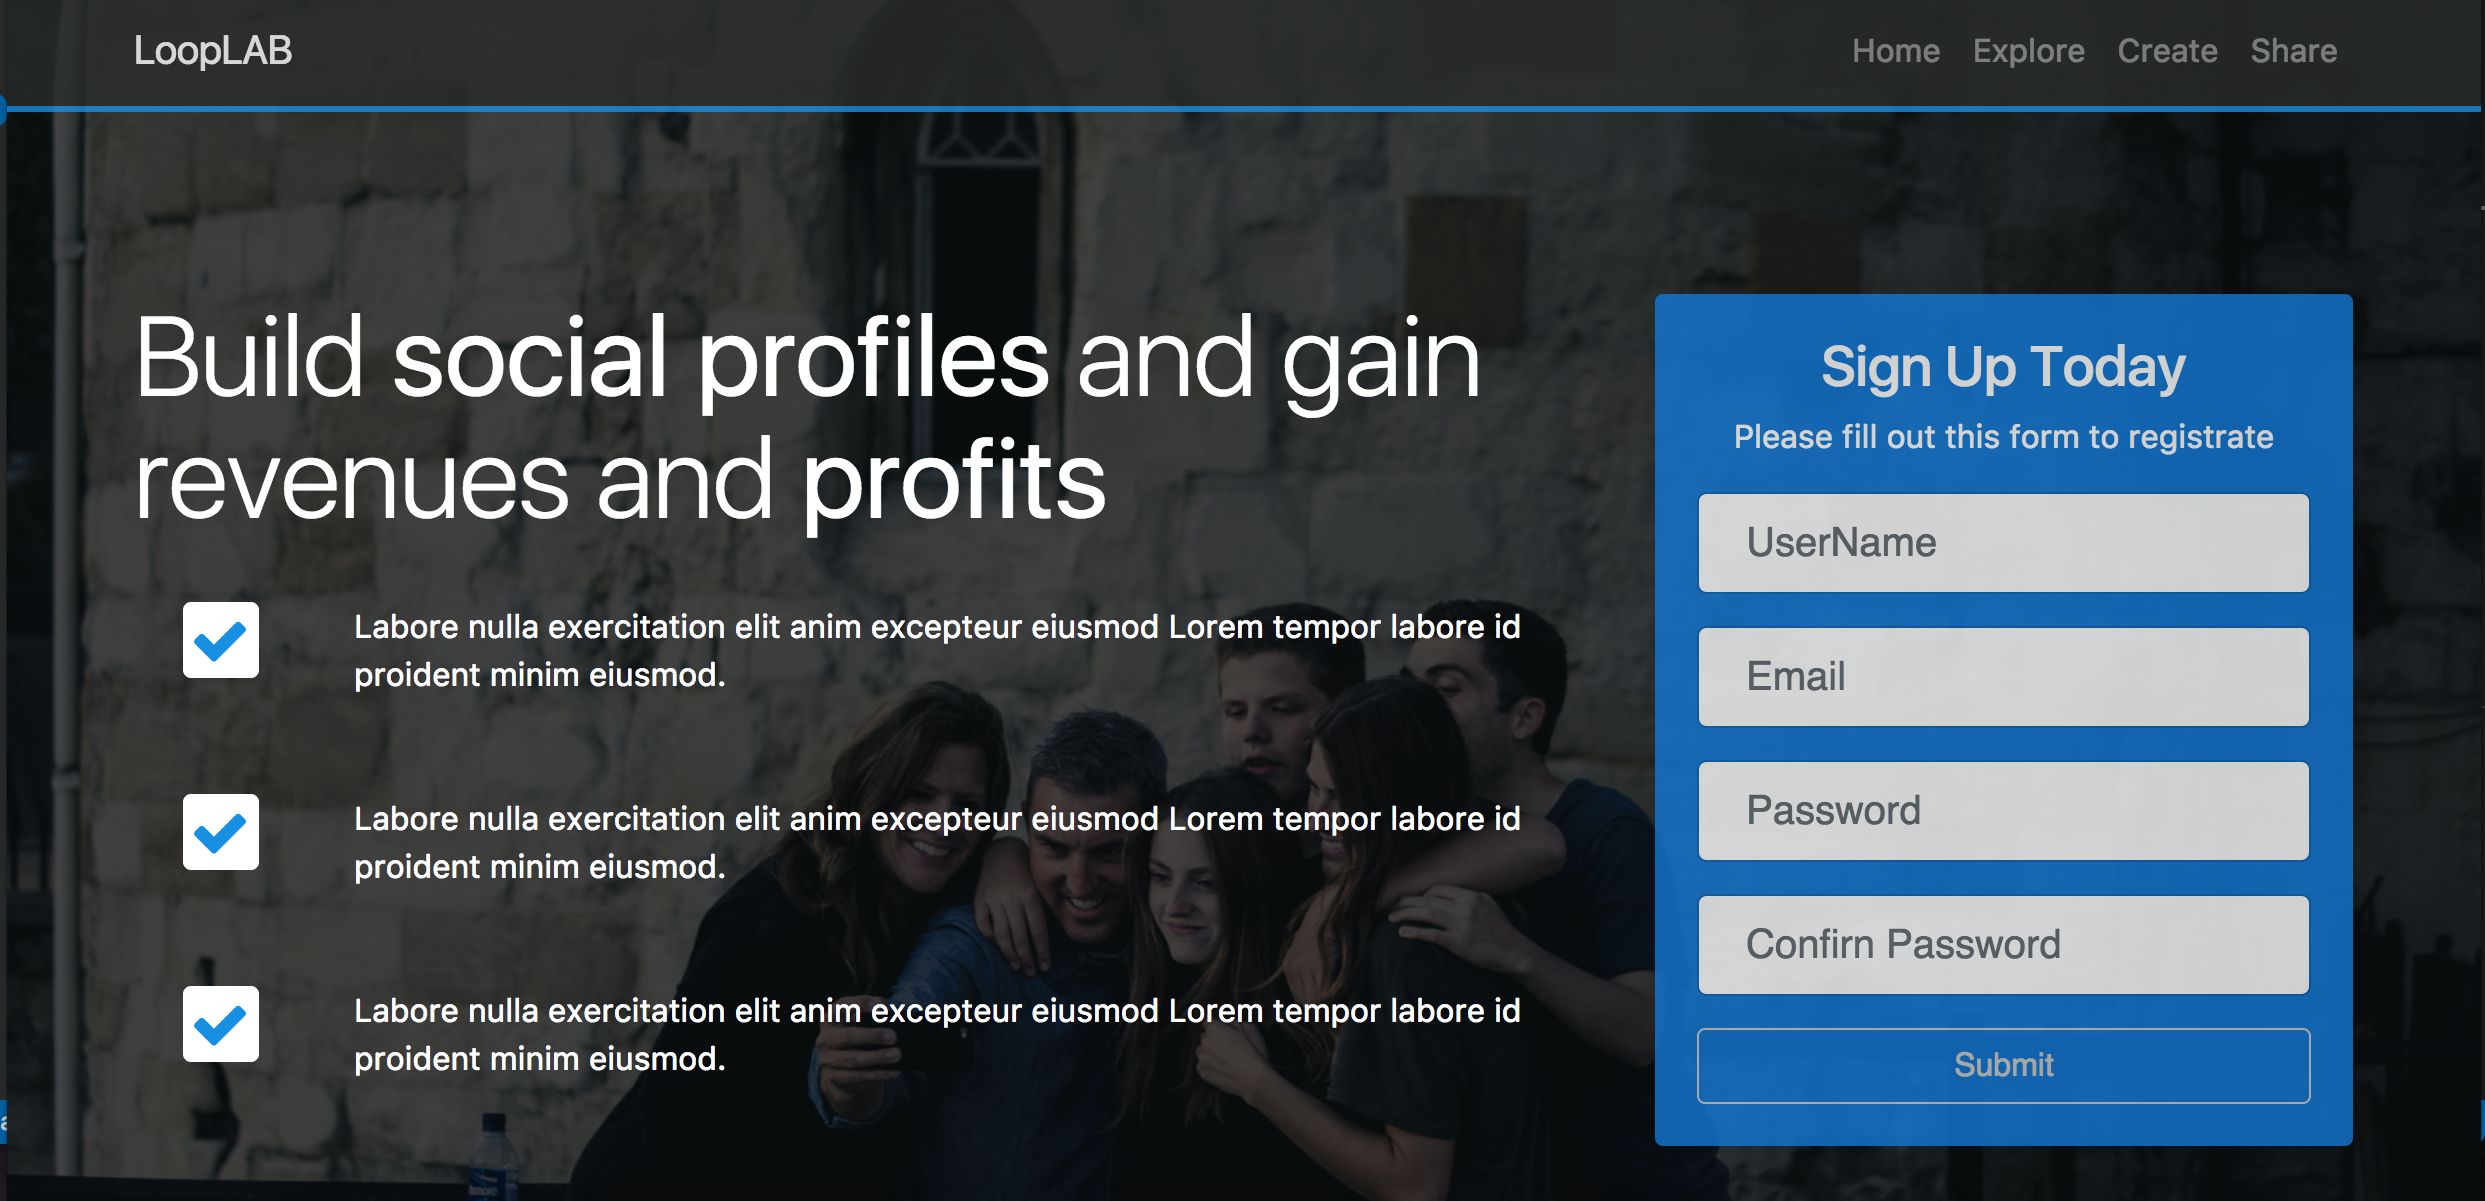 LoopLAB
Home Explore Create Share
Build social profiles and gain
revenues and profits
Labore nulla exercitation elit anim excepteur eiusmod Lorem tempor labore id
proident minim eiusmod.
Labore nulla exercitation elit anim excepteur eiusmod Lorem tempor labore id
proident minim eiusmod.
Labore nulla exercitation elit anim excepteur eiusmod Lorem tempor labore id
proident minim eiusmod.
Sign Up Today
Please fill out this form to registrate
UserName
Email
Password
Confirn Password
Submit